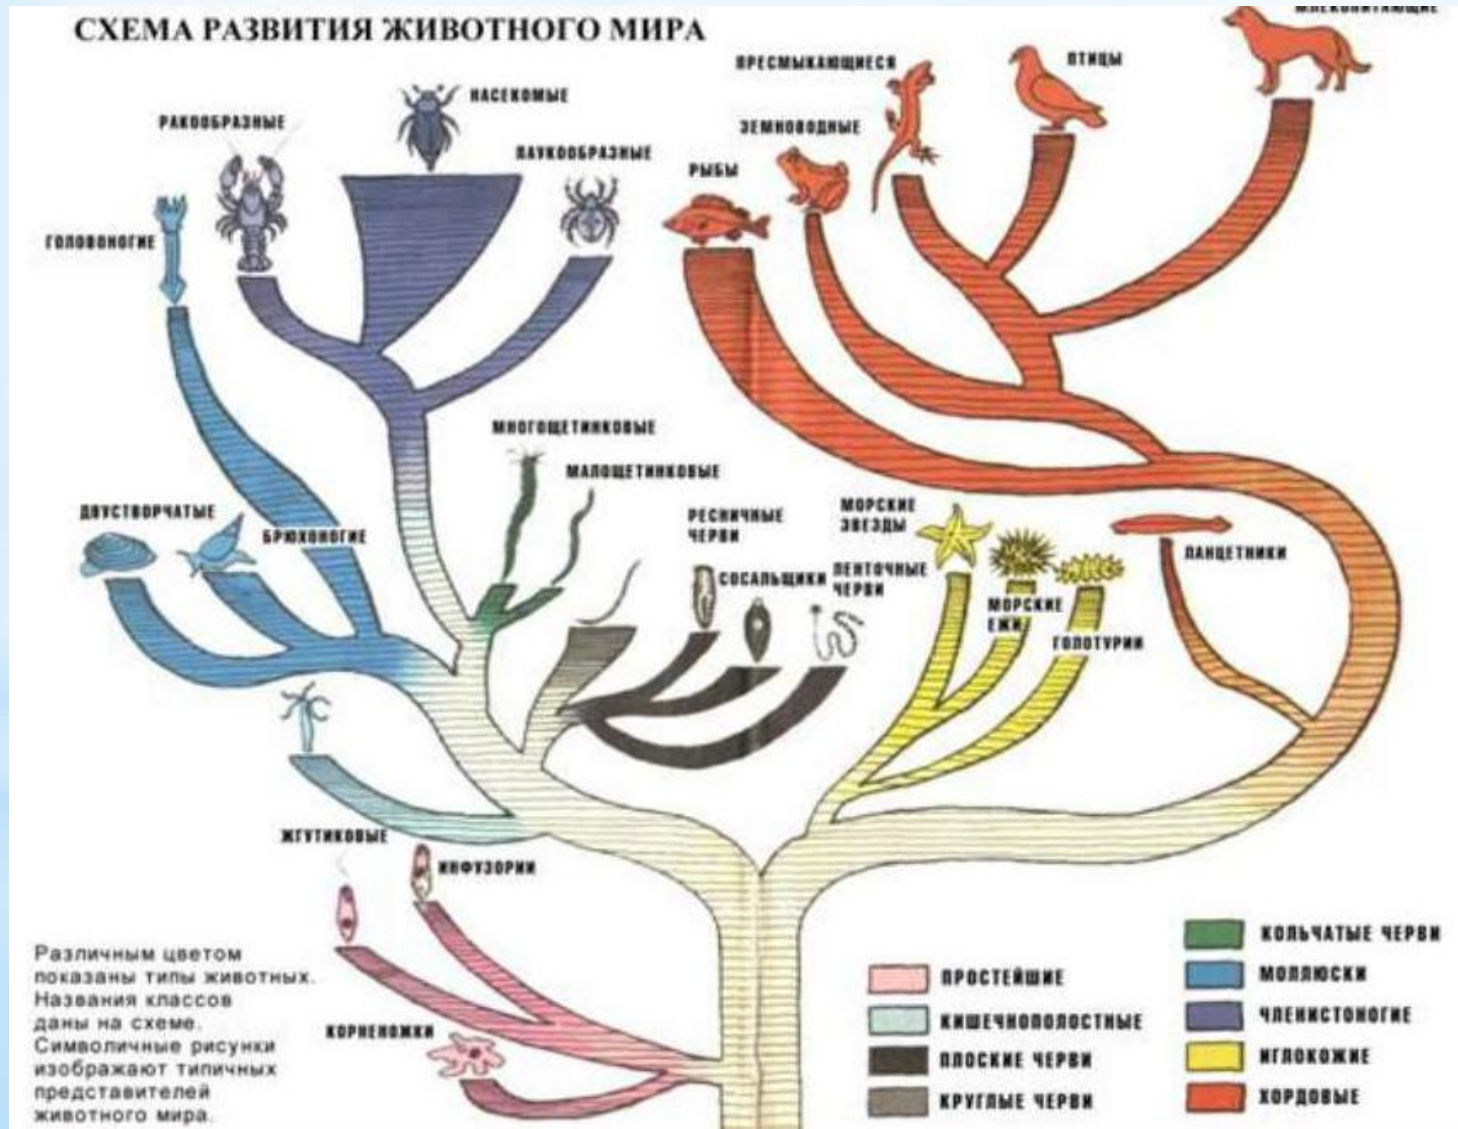 СХЕМА РАЗВИТИЯ ЖИВОТНОГО МИРА
МЛЕКОПИТАЮЩИЕ
ПРЕСМЫКАЮЩИЕСЯ
ПТИЦЫ
НАСЕКОМЫЕ
РАКООБРАЗНЫЕ
ЗЕМНОВОДНЫЕ
ПАУКООБРАЗНЫЕ
РЫБЫ
ГОЛОВОНОГИЕ
МНОГОЩЕТИНКОВЫЕ
МАЛОЩЕТИНКОВЫЕ
ДВУСТВОРЧАТЫЕ
БРЮХОНОГИЕ
РЕСНИЧНЫЕ
ЧЕРВИ
СОСАЛЬЩИКИ
ЛЕНТОЧНЫЕ
ЧЕРВИ
МОРСКИЕ
ЗВЕЗДЫ
МОРСКИЕ
ЕЖИ
ГОЛОТУРИИ
ЛАНЦЕТНИКИ
ЖГУТИКОВЫЕ
ИНФУЗОРИИ
КОРНЕНОЖКИ
Различным цветом
показаны типы животных.
Названия классов
даны на схеме.
Символичные рисунки
изображают типичных
представителей
животного мира.
ПРОСТЕЙШИЕ
КИШЕЧНОПОЛОСТНЫЕ
ПЛОСКИЕ ЧЕРВИ
КРУГЛЫЕ ЧЕРВИ
КОЛЬЧАТЫЕ ЧЕРВИ
МОЛЛЮСКИ
ЧЛЕНИСТОНОГИЕ
ИГЛОКОЖИЕ
ХОРДОВЫЕ